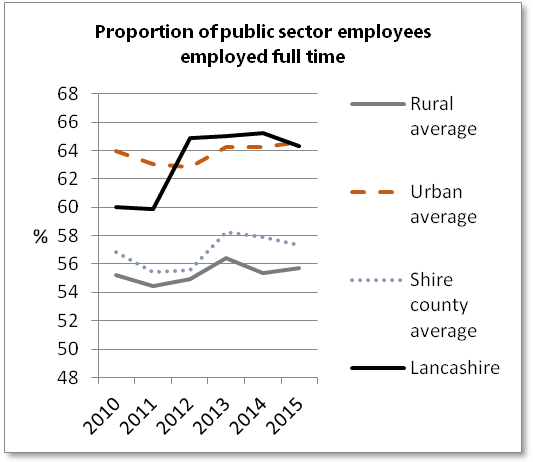 Proportion of public sector employees
employed full time
68
66
64
62
60
58
56
54
52
50
48
%
2010
2011
2012
2013
2014
2015
Rural
average
Urban
average
Shire
county
average
Lancashire